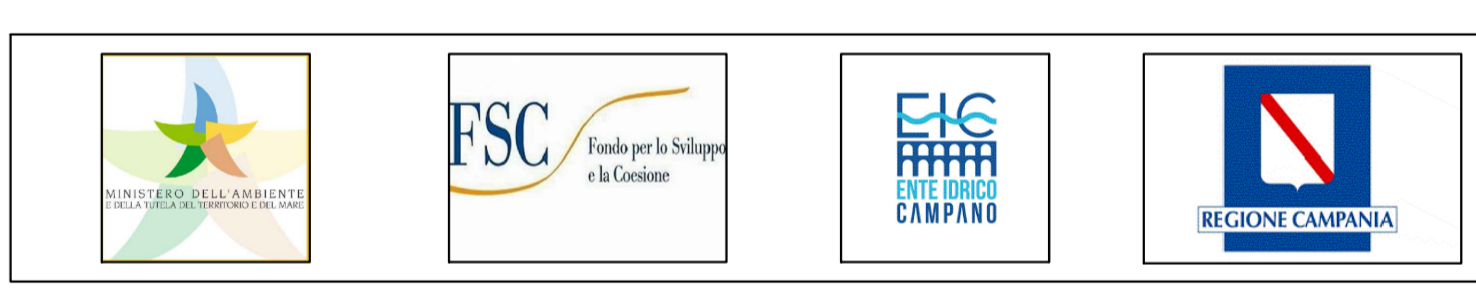 MINISTERO DELL'AMBIENTE
E DELLA TUTELA DEL TERRITORIO E DEL MARE
FSC
Fondo per lo Sviluppo
e la Coesione
EIC
ENTE IDRICO
CAMPANO
REGIONE CAMPANIA